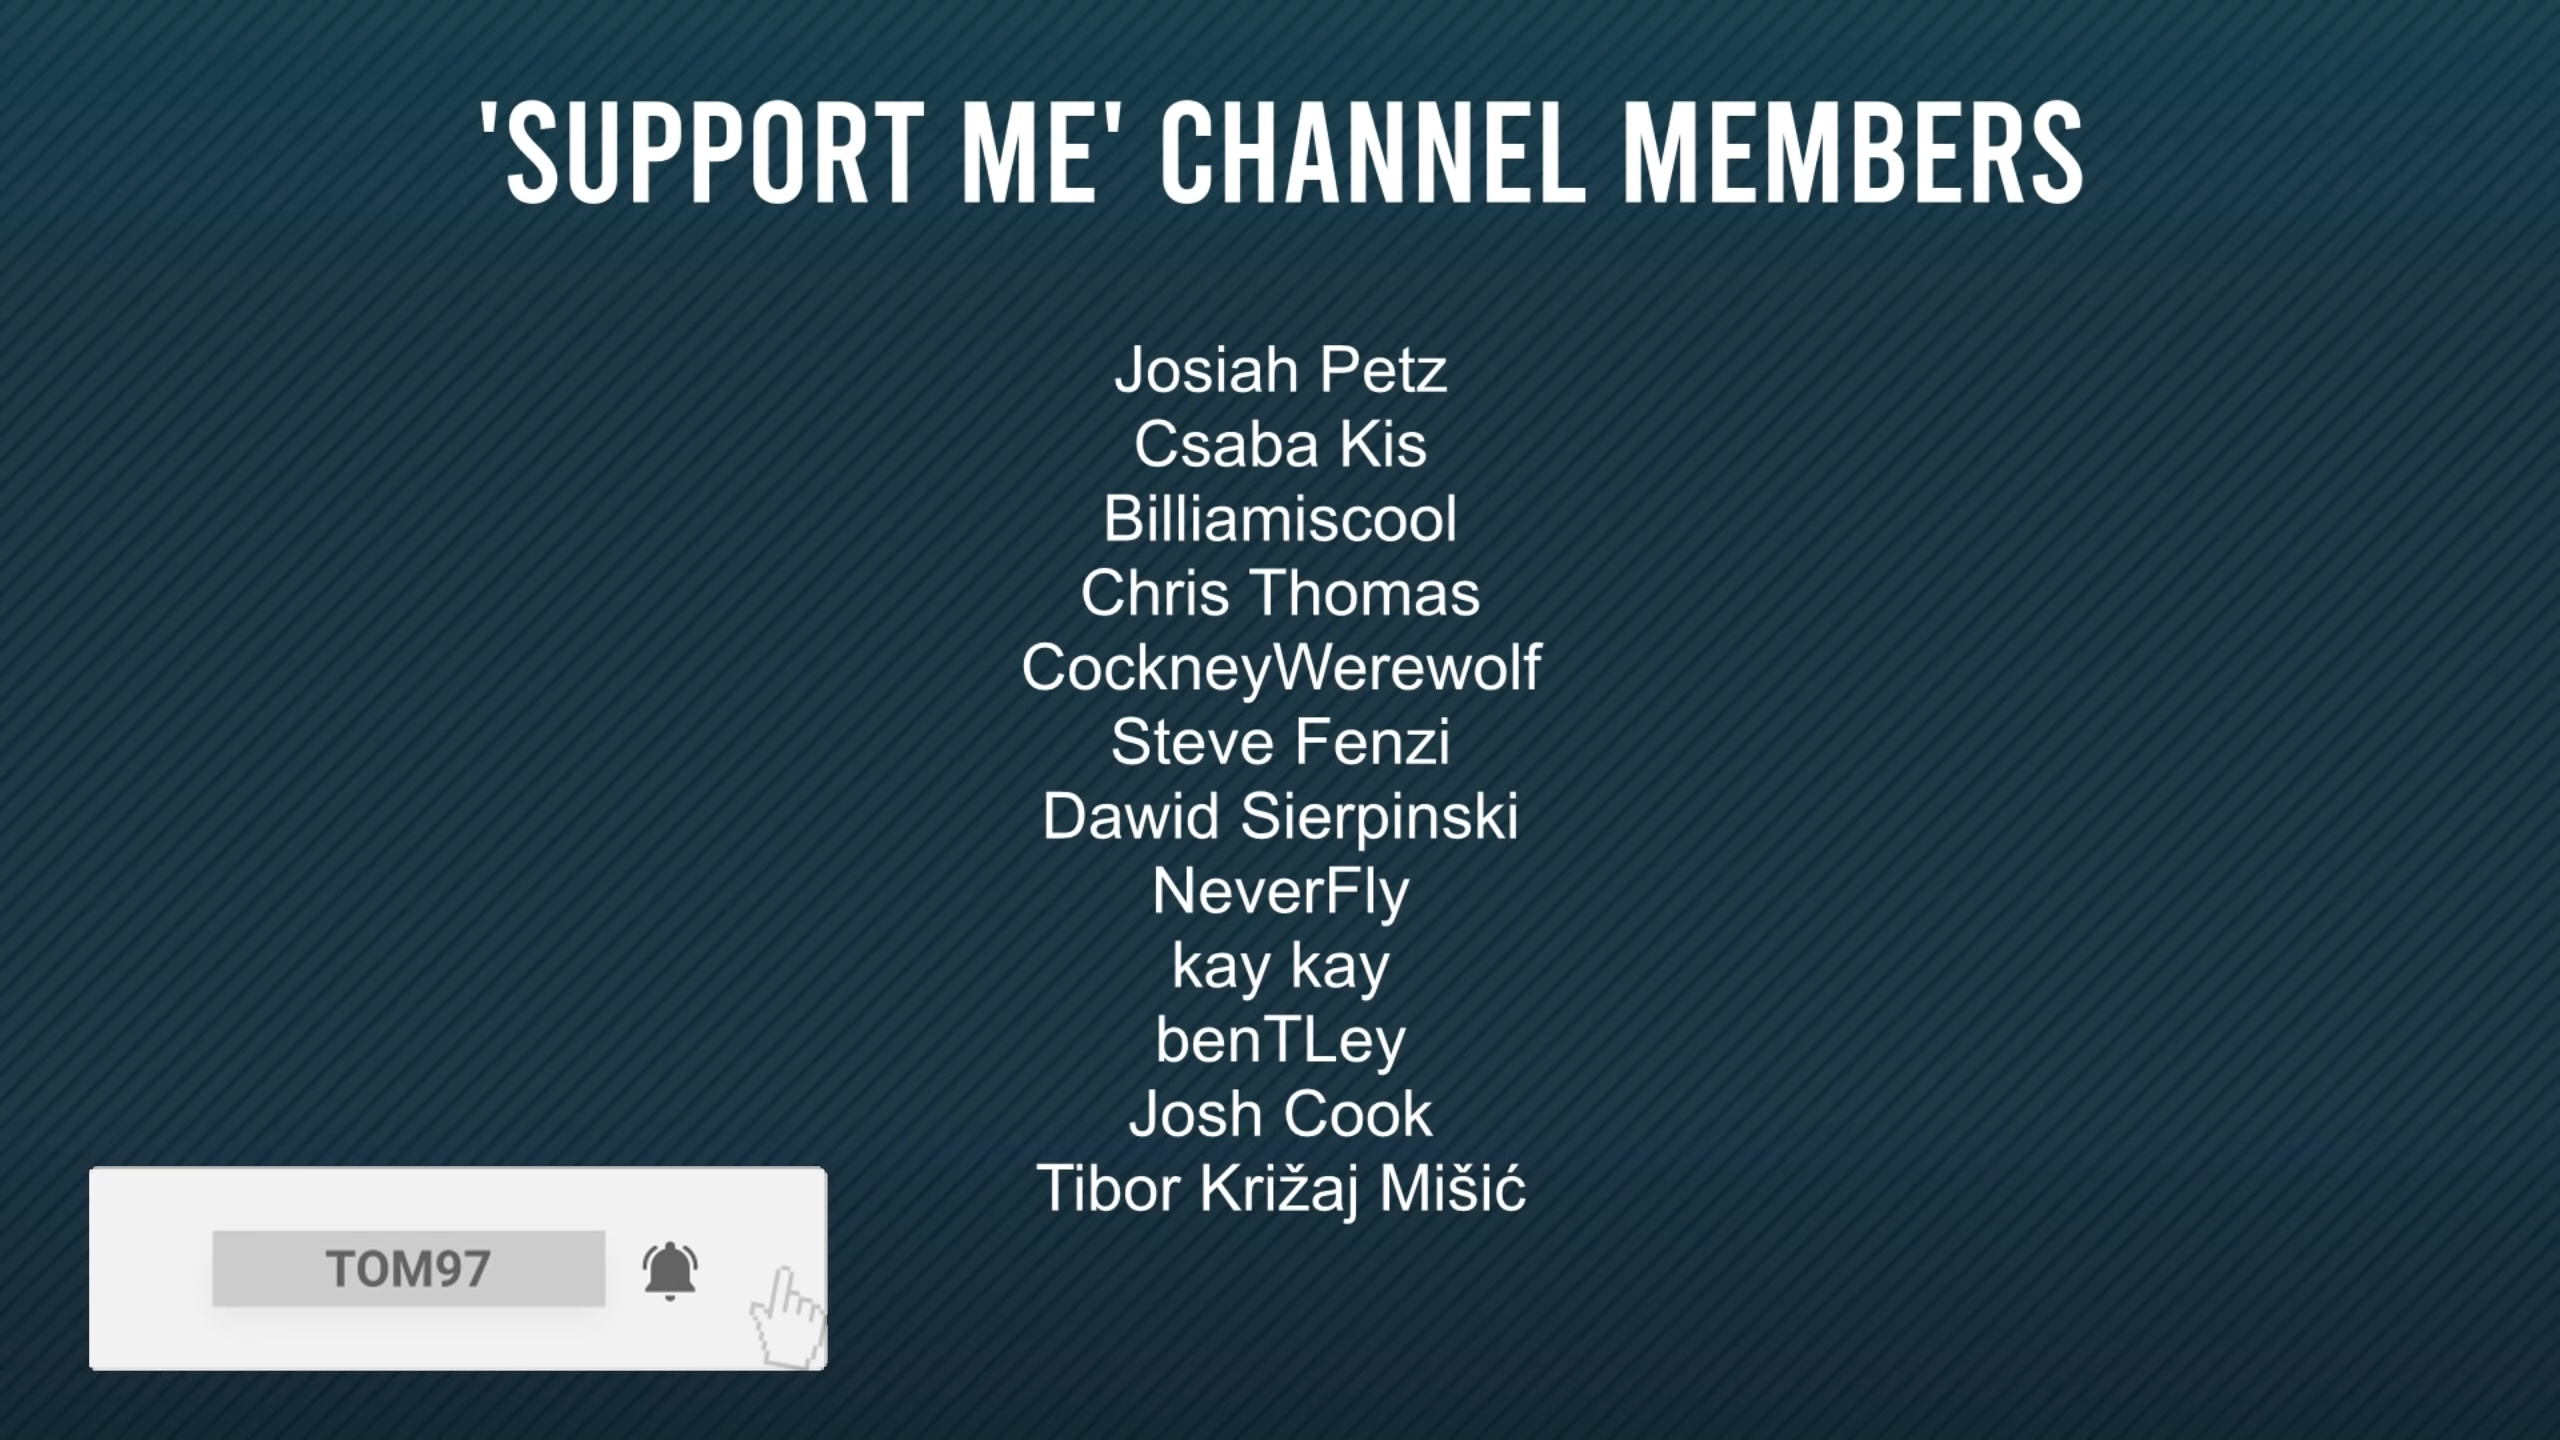 'SUPPORT ME' CHANNEL MEMBERS
Josiah Petz
Csaba Kis
Billiamiscool
Chris Thomas
CockneyWerewolf
Steve Fenzi
Dawid Sierpinski
NeverFly
kay kay
benTLey
Josh Cook
Tibor Križaj Mišić
TOM97